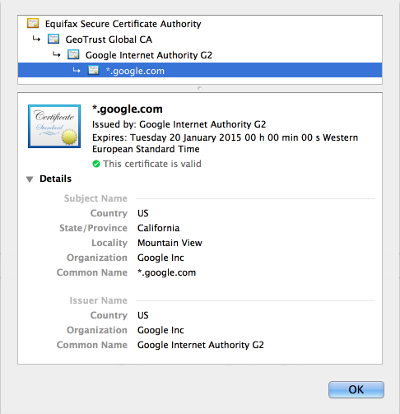 Equifax Secure Certificate Authority
GeoTrust Global CA
Google Internet Authority G2
*.google.com
Certificate
Standard
*.google.com
Issued by: Google Internet Authority G2
Expires: Tuesday 20 January 2015 00 h 00 min 00 s Western
European Standard Time
This certificate is valid
Details
Subject Name
Country US
State/Province California
Locality Mountain View
Organization Google Inc
Common Name *.google.com
Issuer Name
Country US
Organization Google Inc
Common Name Google Internet Authority G2
OK